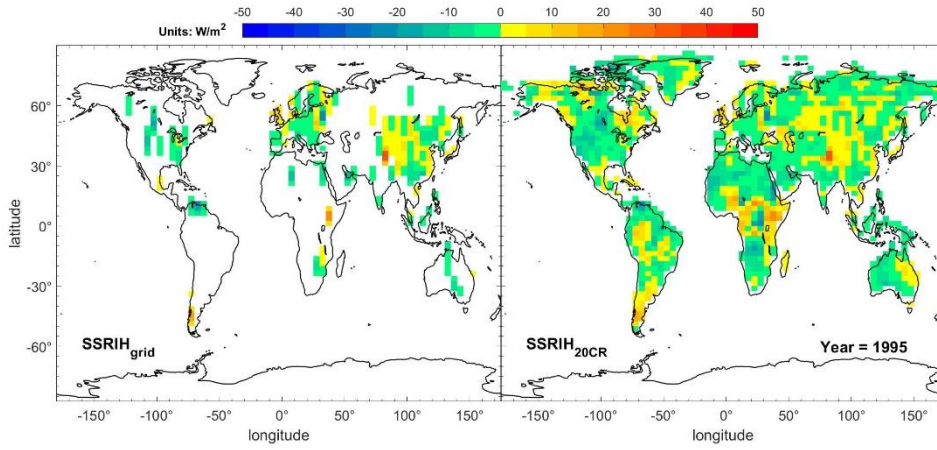 Units: W/m²
-50 -40 -30 -20 -10 0 10 20 30 40 50
latitude
60°
30°
0°
-30°
-60°
SSRIHgrid
SSRIH20CR
Year = 1995
-150° -100° -50° 0° 50° 100° 150°
-150° -100° -50° 0° 50° 100° 150°
longitude
longitude